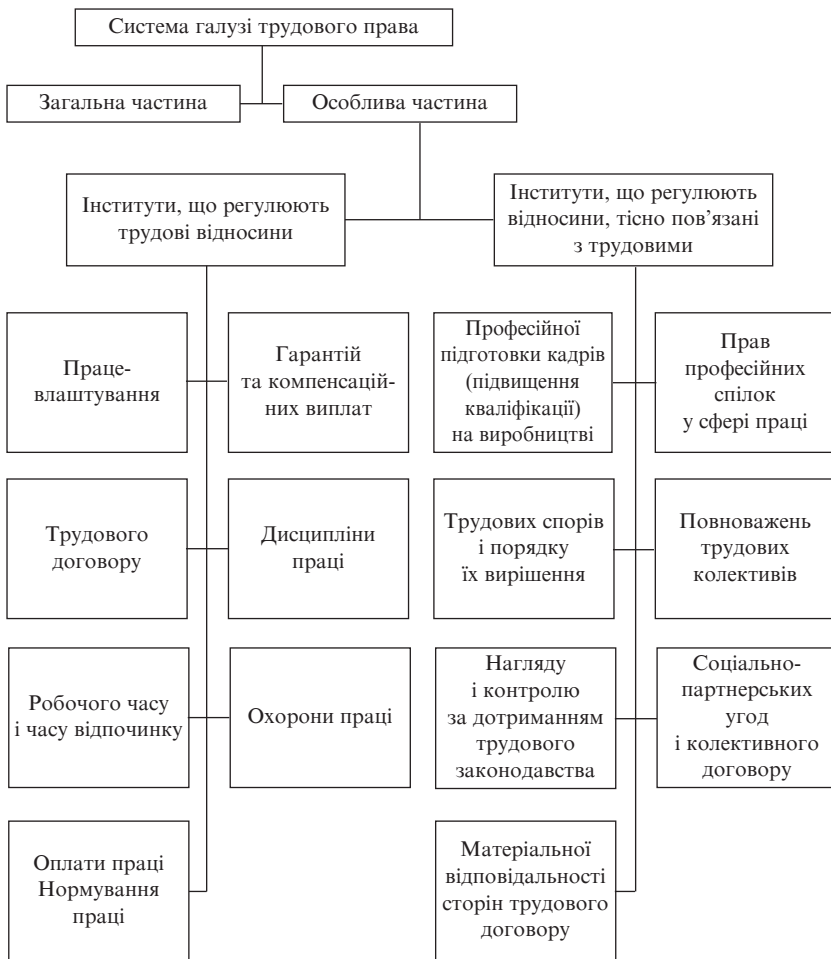 Система галузі трудового права
Загальна частина
Особлива частина
Інститути, що регулюють
трудові відносини
Інститути, що регулюють
відносини, тісно пов’язані
з трудовими
Праце-
влаштування
Гарантій
та компенсацій-
них виплат
Професійної
підготовки кадрів
(підвищення
кваліфікації)
на виробництві
Прав
професійних
спілок
у сфері праці
Трудового
договору
Дисципліни
праці
Трудових спорів
і порядку
їх вирішення
Повноважень
трудових
колективів
Робочого часу
і часу відпочинку
Охорони праці
Нагляду
і контролю
за дотриманням
трудового
законодавства
Соціально-
партнерських
угод
і колективного
договору
Оплати праці
Нормування
праці
Матеріальної
відповідальності
сторін трудового
договору